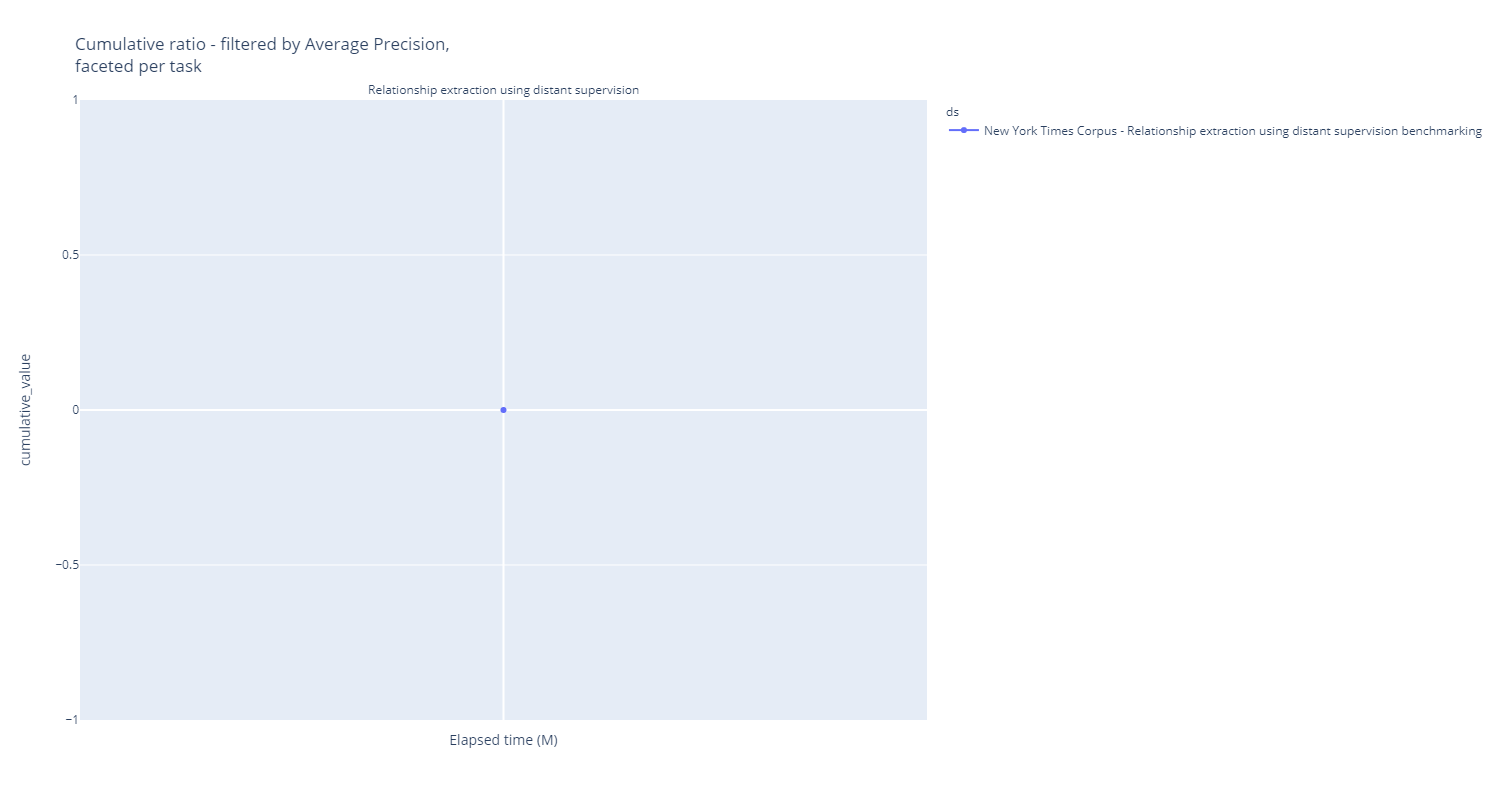 Cumulative ratio - filtered by Average Precision,
faceted per task
Relationship extraction using distant supervision
1
0.5
0
−0.5
−1
cumulative_value
Elapsed time (M)
ds
New York Times Corpus - Relationship extraction using distant supervision benchmarking